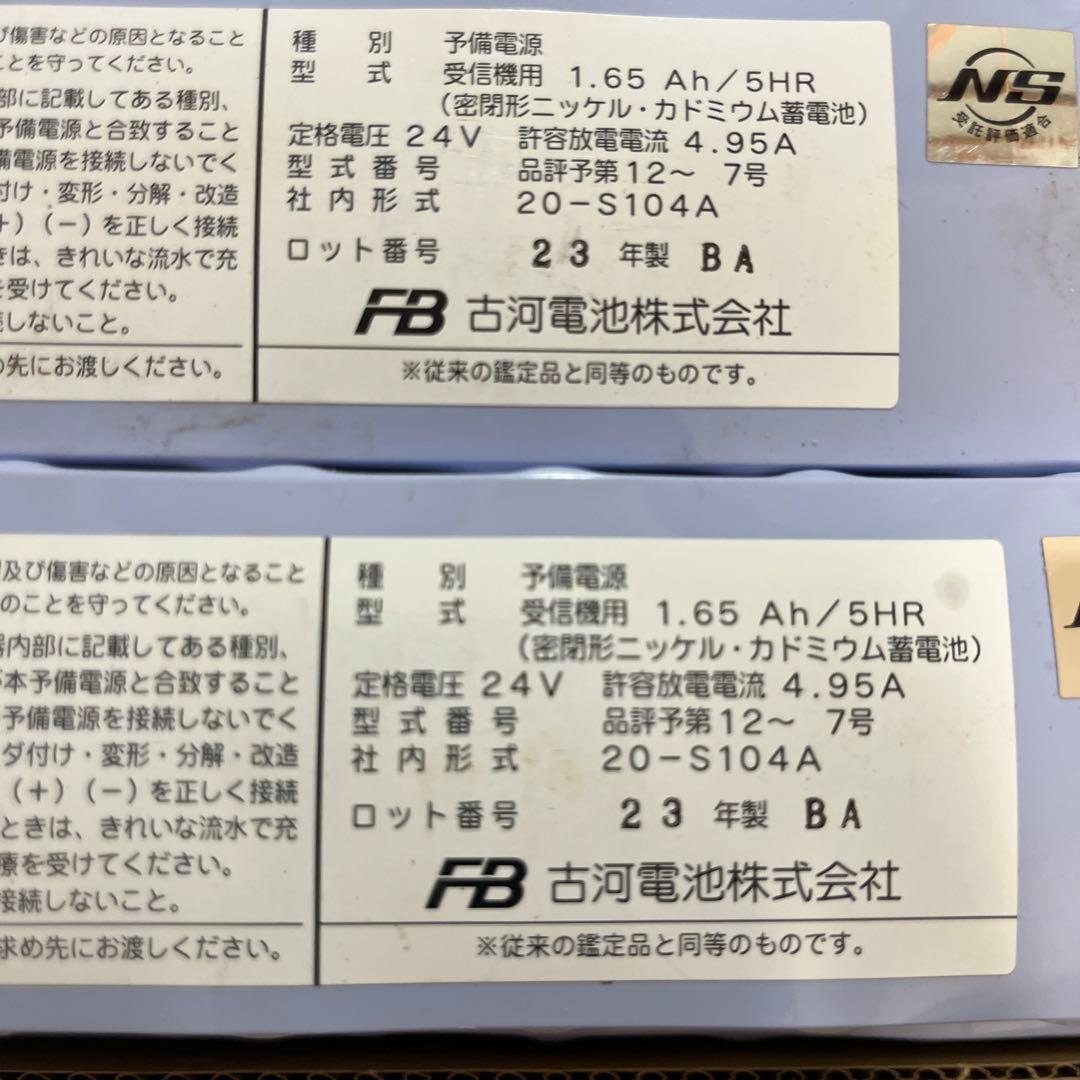 び傷害などの原因となること
ことを守ってください。
部に記載してある種別、
予備電源と合致すること
備電源を接続しないでく
付け・変形・分解・改造
+）（−）を正しく接続
きは、きれいな流水で充
を受けてください。
続しないこと。
め先にお渡しください。
種 別 予備電源
型 式 受信機用 1.65 Ah/5HR
（密閉形ニッケル・カドミウム蓄電池）
定格電圧 24V 許容放電電流 4.95A
型式番号 品評予第12〜 7号
社内形式 20-S104A
ロット番号 23 年製 BA
FB 古河電池株式会社
※従来の鑑定品と同等のものです。
NS
受託評価適合
及び傷害などの原因となること
のことを守ってください。
器内部に記載してある種別、
本予備電源と合致すること
予備電源を接続しないでく
ダ付け・変形・分解・改造
（+）（−）を正しく接続
ときは、きれいな流水で充
療を受けてください。
接続しないこと。
求め先にお渡しください。
種 別 予備電源
型 式 受信機用 1.65 Ah/5HR
（密閉形ニッケル・カドミウム蓄電池）
定格電圧 24V 許容放電電流 4.95A
型式番号 品評予第12〜 7号
社内形式 20-S104A
ロット番号 23 年製 BA
FB 古河電池株式会社
※従来の鑑定品と同等のものです。